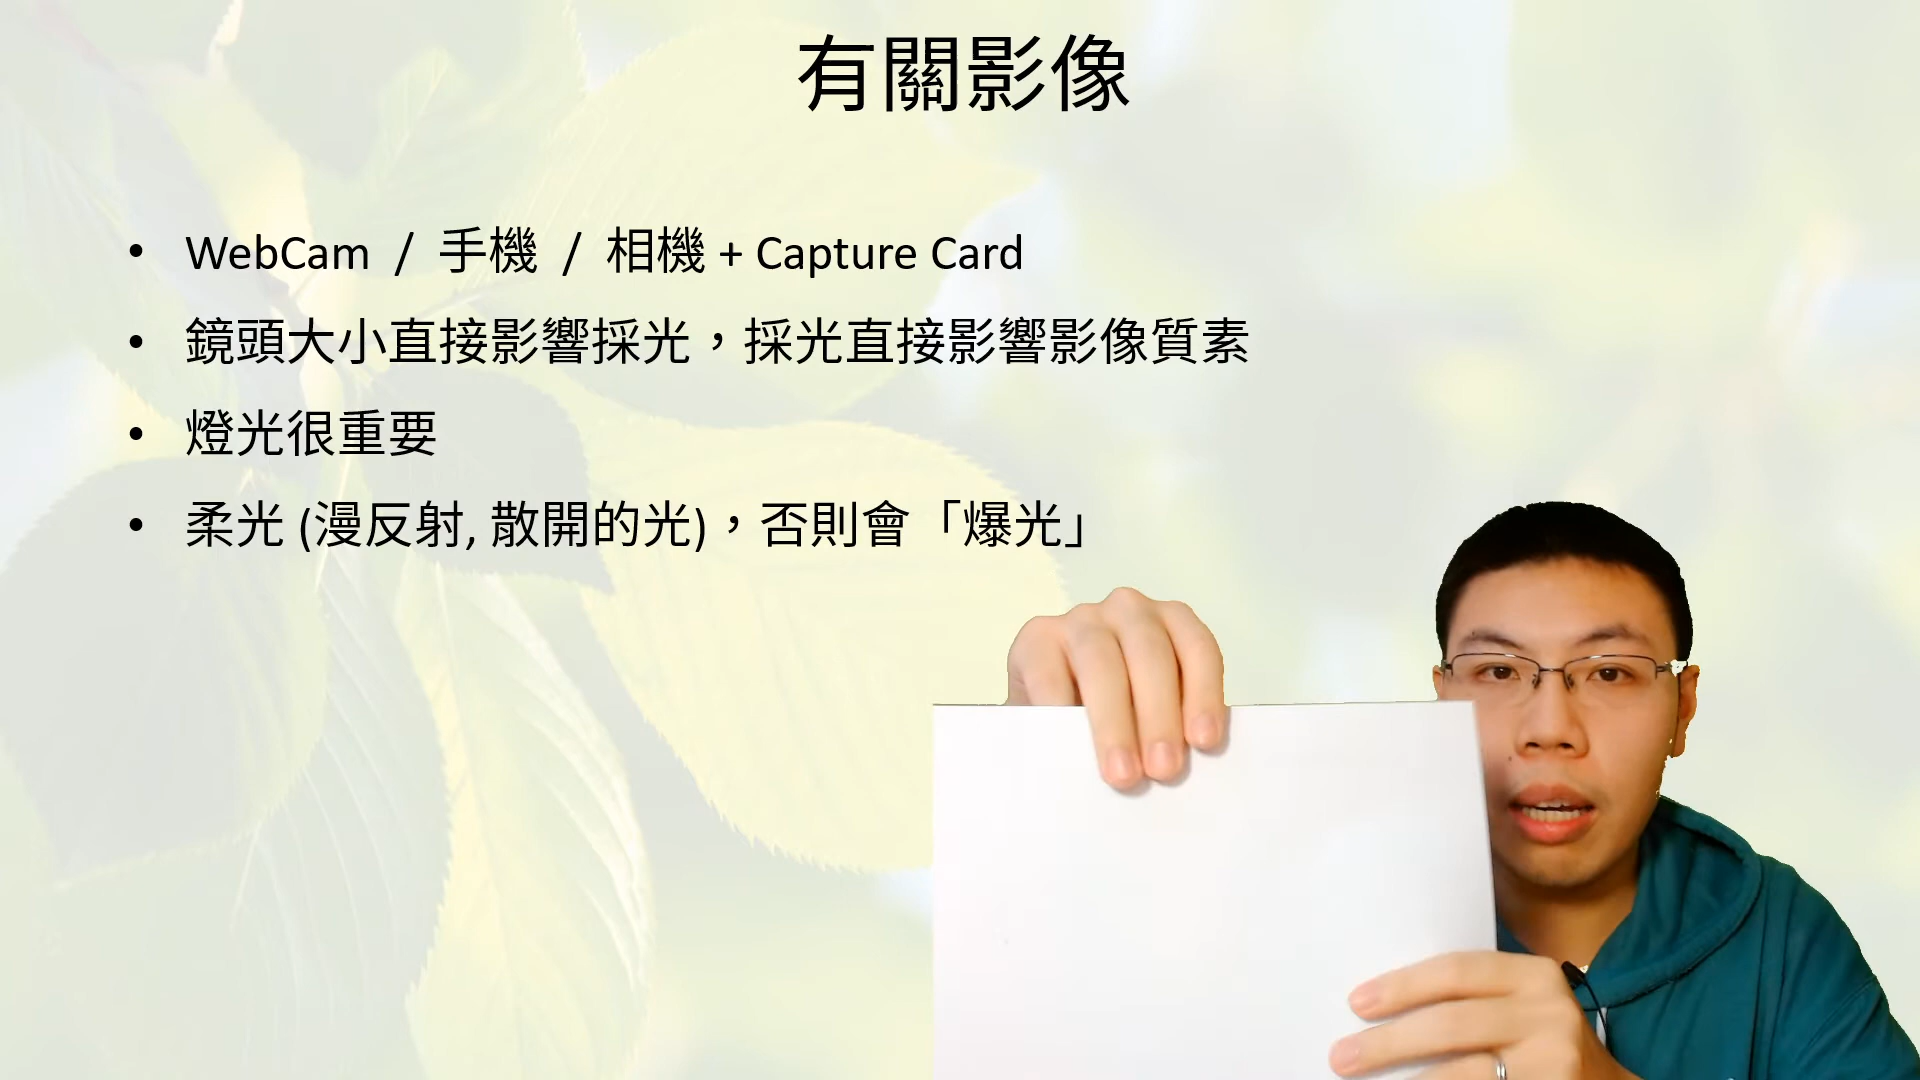 有關影像
• WebCam / 手機 / 相機 + Capture Card
• 鏡頭大小直接影響採光，採光直接影響影像質素
• 燈光很重要
• 柔光 (漫反射, 散開的光)，否則會「爆光」